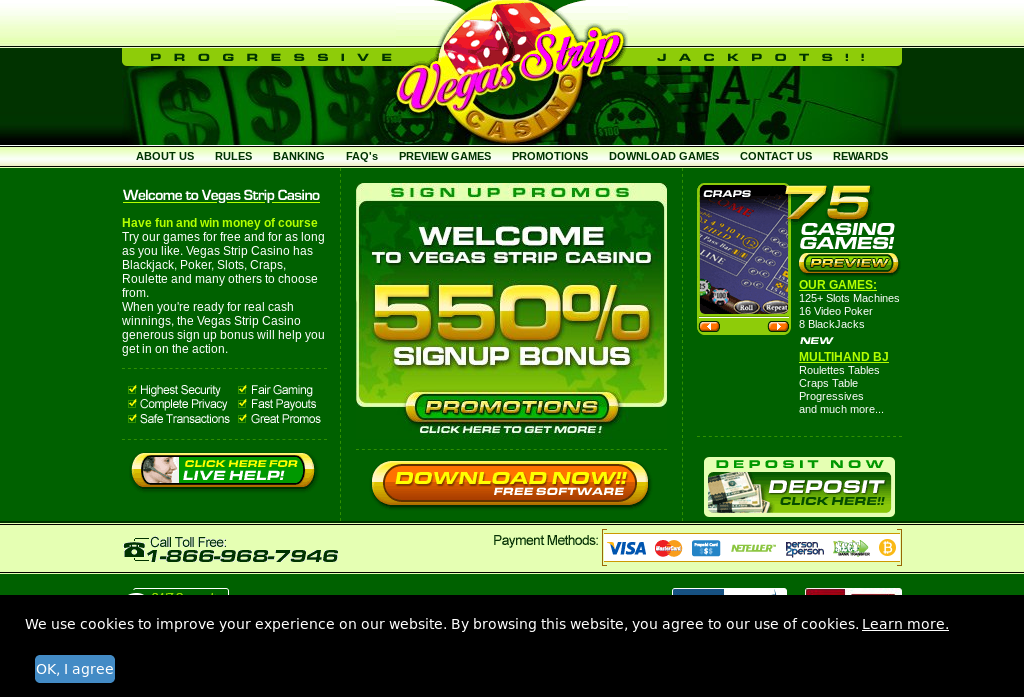 PROGRESSIVE
JACKPOTS!!
Vegas Strip
CASINO
ABOUT US RULES BANKING FAQ's PREVIEW GAMES PROMOTIONS DOWNLOAD GAMES CONTACT US REWARDS
Welcome to Vegas Strip Casino
Have fun and win money of course
Try our games for free and for as long
as you like. Vegas Strip Casino has
Blackjack, Poker, Slots, Craps,
Roulette and many others to choose
from.
When you're ready for real cash
winnings, the Vegas Strip Casino
generous sign up bonus will help you
get in on the action.
Highest Security Fair Gaming
Complete Privacy Fast Payouts
Safe Transactions Great Promos
CLICK HERE FOR
LIVE HELP!
SIGN UP PROMOS
WELCOME
TO VEGAS STRIP CASINO
550%
SIGNUP BONUS
PROMOTIONS
CLICK HERE TO GET MORE!
DOWNLOAD NOW!!
FREE SOFTWARE
CRAPS
Roll Repeat
75
CASINO
GAMES!
PREVIEW
OUR GAMES:
125+ Slots Machines
16 Video Poker
8 BlackJacks
NEW
MULTIHAND BJ
Roulettes Tables
Craps Table
Progressives
and much more...
DEPOSIT NOW
DEPOSIT
CLICK HERE!!
Call Toll Free:
1-866-968-7946
Payment Methods:
VISA MasterCard Prepaid Card NETELLER person2person BANK TRANSFER
We use cookies to improve your experience on our website. By browsing this website, you agree to our use of cookies. Learn more.
OK, I agree